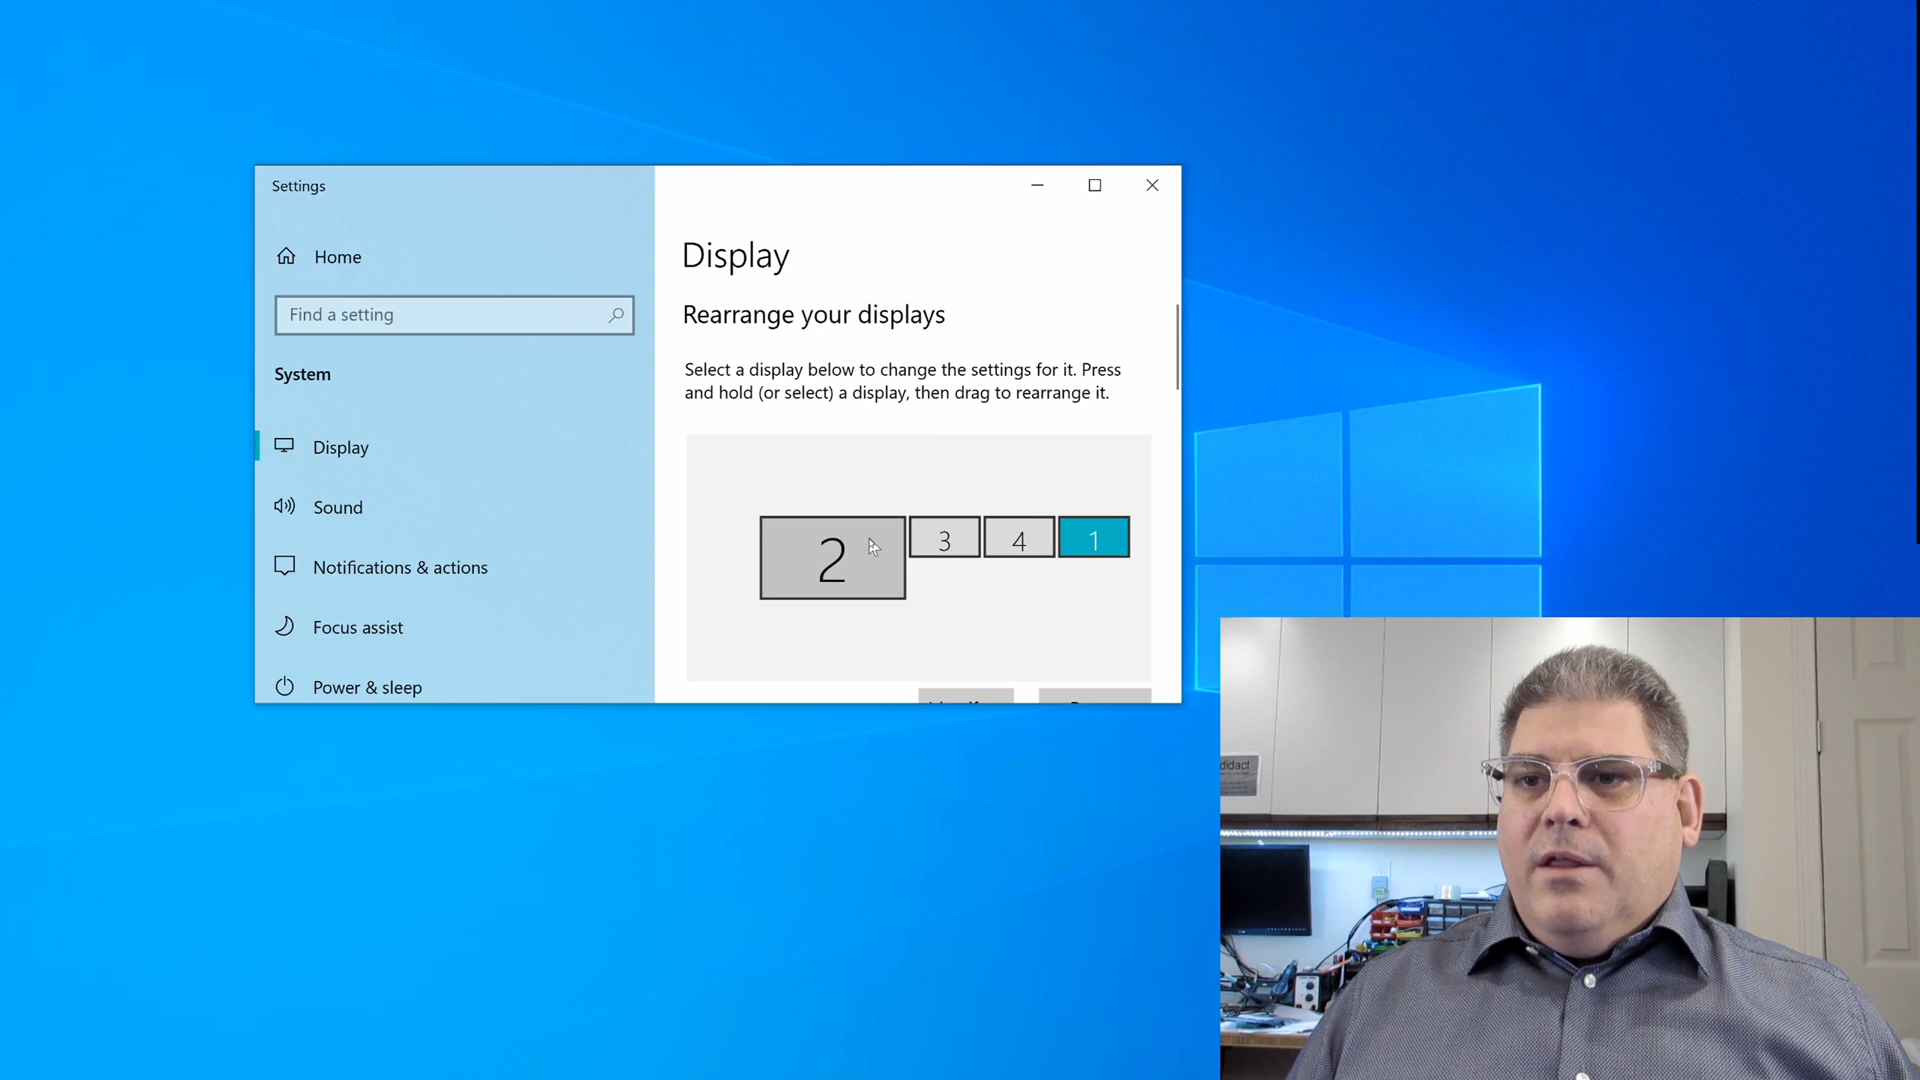 Settings
Home
Find a setting
System
Display
Sound
Notifications & actions
Focus assist
Power & sleep
Display
Rearrange your displays
Select a display below to change the settings for it. Press
and hold (or select) a display, then drag to rearrange it.
2 3 4 1
didact